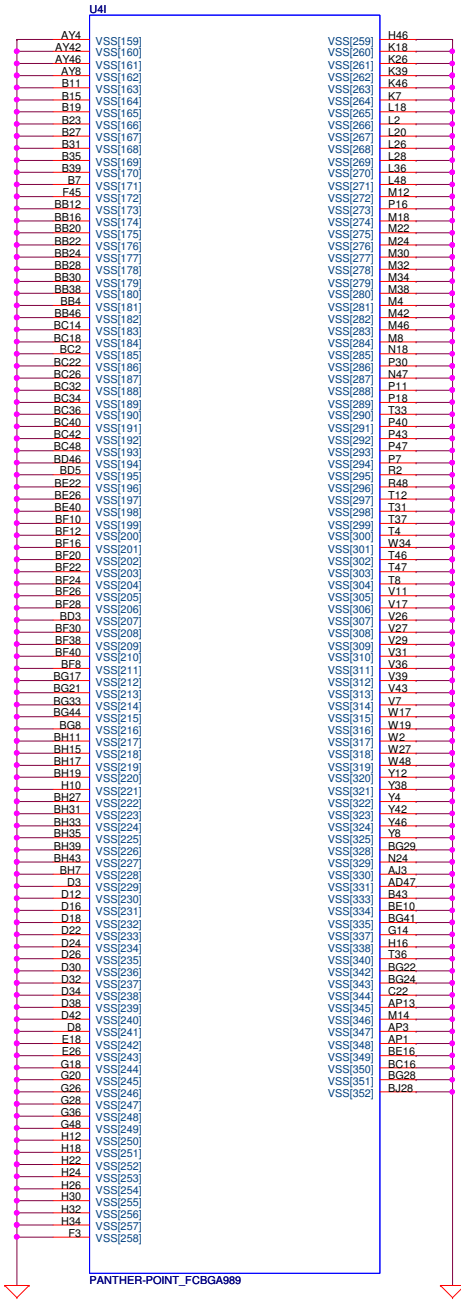 U4I
AY4 VSS[159] VSS[259] H46
AY42 VSS[160] VSS[260] K18
AY46 VSS[161] VSS[261] K26
AY8 VSS[162] VSS[262] K39
B11 VSS[163] VSS[263] K46
B15 VSS[164] VSS[264] K7
B19 VSS[165] VSS[265] L18
B23 VSS[166] VSS[266] L2
B27 VSS[167] VSS[267] L20
B31 VSS[168] VSS[268] L26
B35 VSS[169] VSS[269] L28
B39 VSS[170] VSS[270] L36
B7 VSS[171] VSS[271] L48
F45 VSS[172] VSS[272] M12
BB12 VSS[173] VSS[273] P16
BB16 VSS[174] VSS[274] M18
BB20 VSS[175] VSS[275] M22
BB22 VSS[176] VSS[276] M24
BB24 VSS[177] VSS[277] M30
BB28 VSS[178] VSS[278] M32
BB30 VSS[179] VSS[279] M34
BB38 VSS[180] VSS[280] M38
BB4 VSS[181] VSS[281] M4
BB46 VSS[182] VSS[282] M42
BC14 VSS[183] VSS[283] M46
BC18 VSS[184] VSS[284] M8
BC2 VSS[185] VSS[285] N18
BC22 VSS[186] VSS[286] P30
BC26 VSS[187] VSS[287] N47
BC32 VSS[188] VSS[288] P11
BC34 VSS[189] VSS[289] P18
BC36 VSS[190] VSS[290] T33
BC40 VSS[191] VSS[291] P40
BC42 VSS[192] VSS[292] P43
BC48 VSS[193] VSS[293] P47
BD46 VSS[194] VSS[294] P7
BD5 VSS[195] VSS[295] R2
BE22 VSS[196] VSS[296] R48
BE26 VSS[197] VSS[297] T12
BE40 VSS[198] VSS[298] T31
BF10 VSS[199] VSS[299] T37
BF12 VSS[200] VSS[300] T4
BF16 VSS[201] VSS[301] W34
BF20 VSS[202] VSS[302] T46
BF22 VSS[203] VSS[303] T47
BF24 VSS[204] VSS[304] T8
BF26 VSS[205] VSS[305] V11
BF28 VSS[206] VSS[306] V17
BD3 VSS[207] VSS[307] V26
BF30 VSS[208] VSS[308] V27
BF38 VSS[209] VSS[309] V29
BF40 VSS[210] VSS[310] V31
BF8 VSS[211] VSS[311] V36
BG17 VSS[212] VSS[312] V39
BG21 VSS[213] VSS[313] V43
BG33 VSS[214] VSS[314] V7
BG44 VSS[215] VSS[315] W17
BG8 VSS[216] VSS[316] W19
BH11 VSS[217] VSS[317] W2
BH15 VSS[218] VSS[318] W27
BH17 VSS[219] VSS[319] W48
BH19 VSS[220] VSS[320] Y12
H10 VSS[221] VSS[321] Y38
BH27 VSS[222] VSS[322] Y4
BH31 VSS[223] VSS[323] Y42
BH33 VSS[224] VSS[324] Y46
BH35 VSS[225] VSS[325] Y8
BH39 VSS[226] VSS[328] BG29
BH43 VSS[227] VSS[329] N24
BH7 VSS[228] VSS[330] AJ3
D3 VSS[229] VSS[331] AD47
D12 VSS[230] VSS[333] B43
D16 VSS[231] VSS[334] BE10
D18 VSS[232] VSS[335] BG41
D22 VSS[233] VSS[337] G14
D24 VSS[234] VSS[338] H16
D26 VSS[235] VSS[340] T36
D30 VSS[236] VSS[342] BG22
D32 VSS[237] VSS[343] BG24
D34 VSS[238] VSS[344] C22
D38 VSS[239] VSS[345] AP13
D42 VSS[240] VSS[346] M14
D8 VSS[241] VSS[347] AP3
E18 VSS[242] VSS[348] AP1
E26 VSS[243] VSS[349] BE16
G18 VSS[244] VSS[350] BC16
G20 VSS[245] VSS[351] BG28
G26 VSS[246] VSS[352] BJ28
G28 VSS[247]
G36 VSS[248]
G48 VSS[249]
H12 VSS[250]
H18 VSS[251]
H22 VSS[252]
H24 VSS[253]
H26 VSS[254]
H30 VSS[255]
H32 VSS[256]
H34 VSS[257]
F3 VSS[258]
PANTHER-POINT_FCBGA989